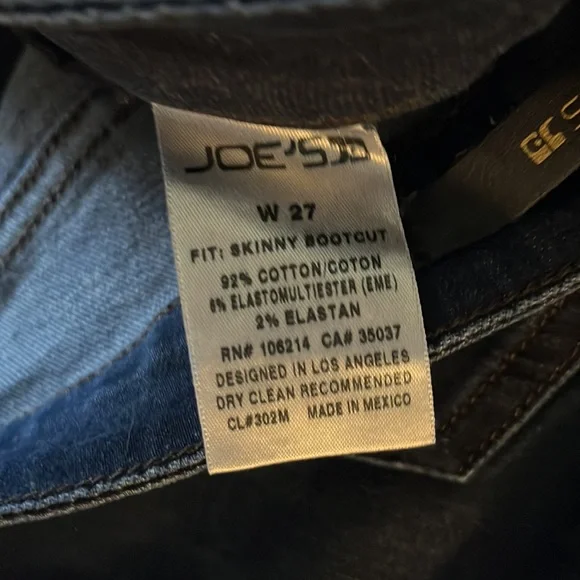 JOE'S JD
W 27
FIT: SKINNY BOOTCUT
92% COTTON/COTON
6% ELASTOMULTIESTER (EME)
2% ELASTAN
RN# 106214 CA# 35037
DESIGNED IN LOS ANGELES
DRY CLEAN RECOMMENDED
CL#302M MADE IN MEXICO